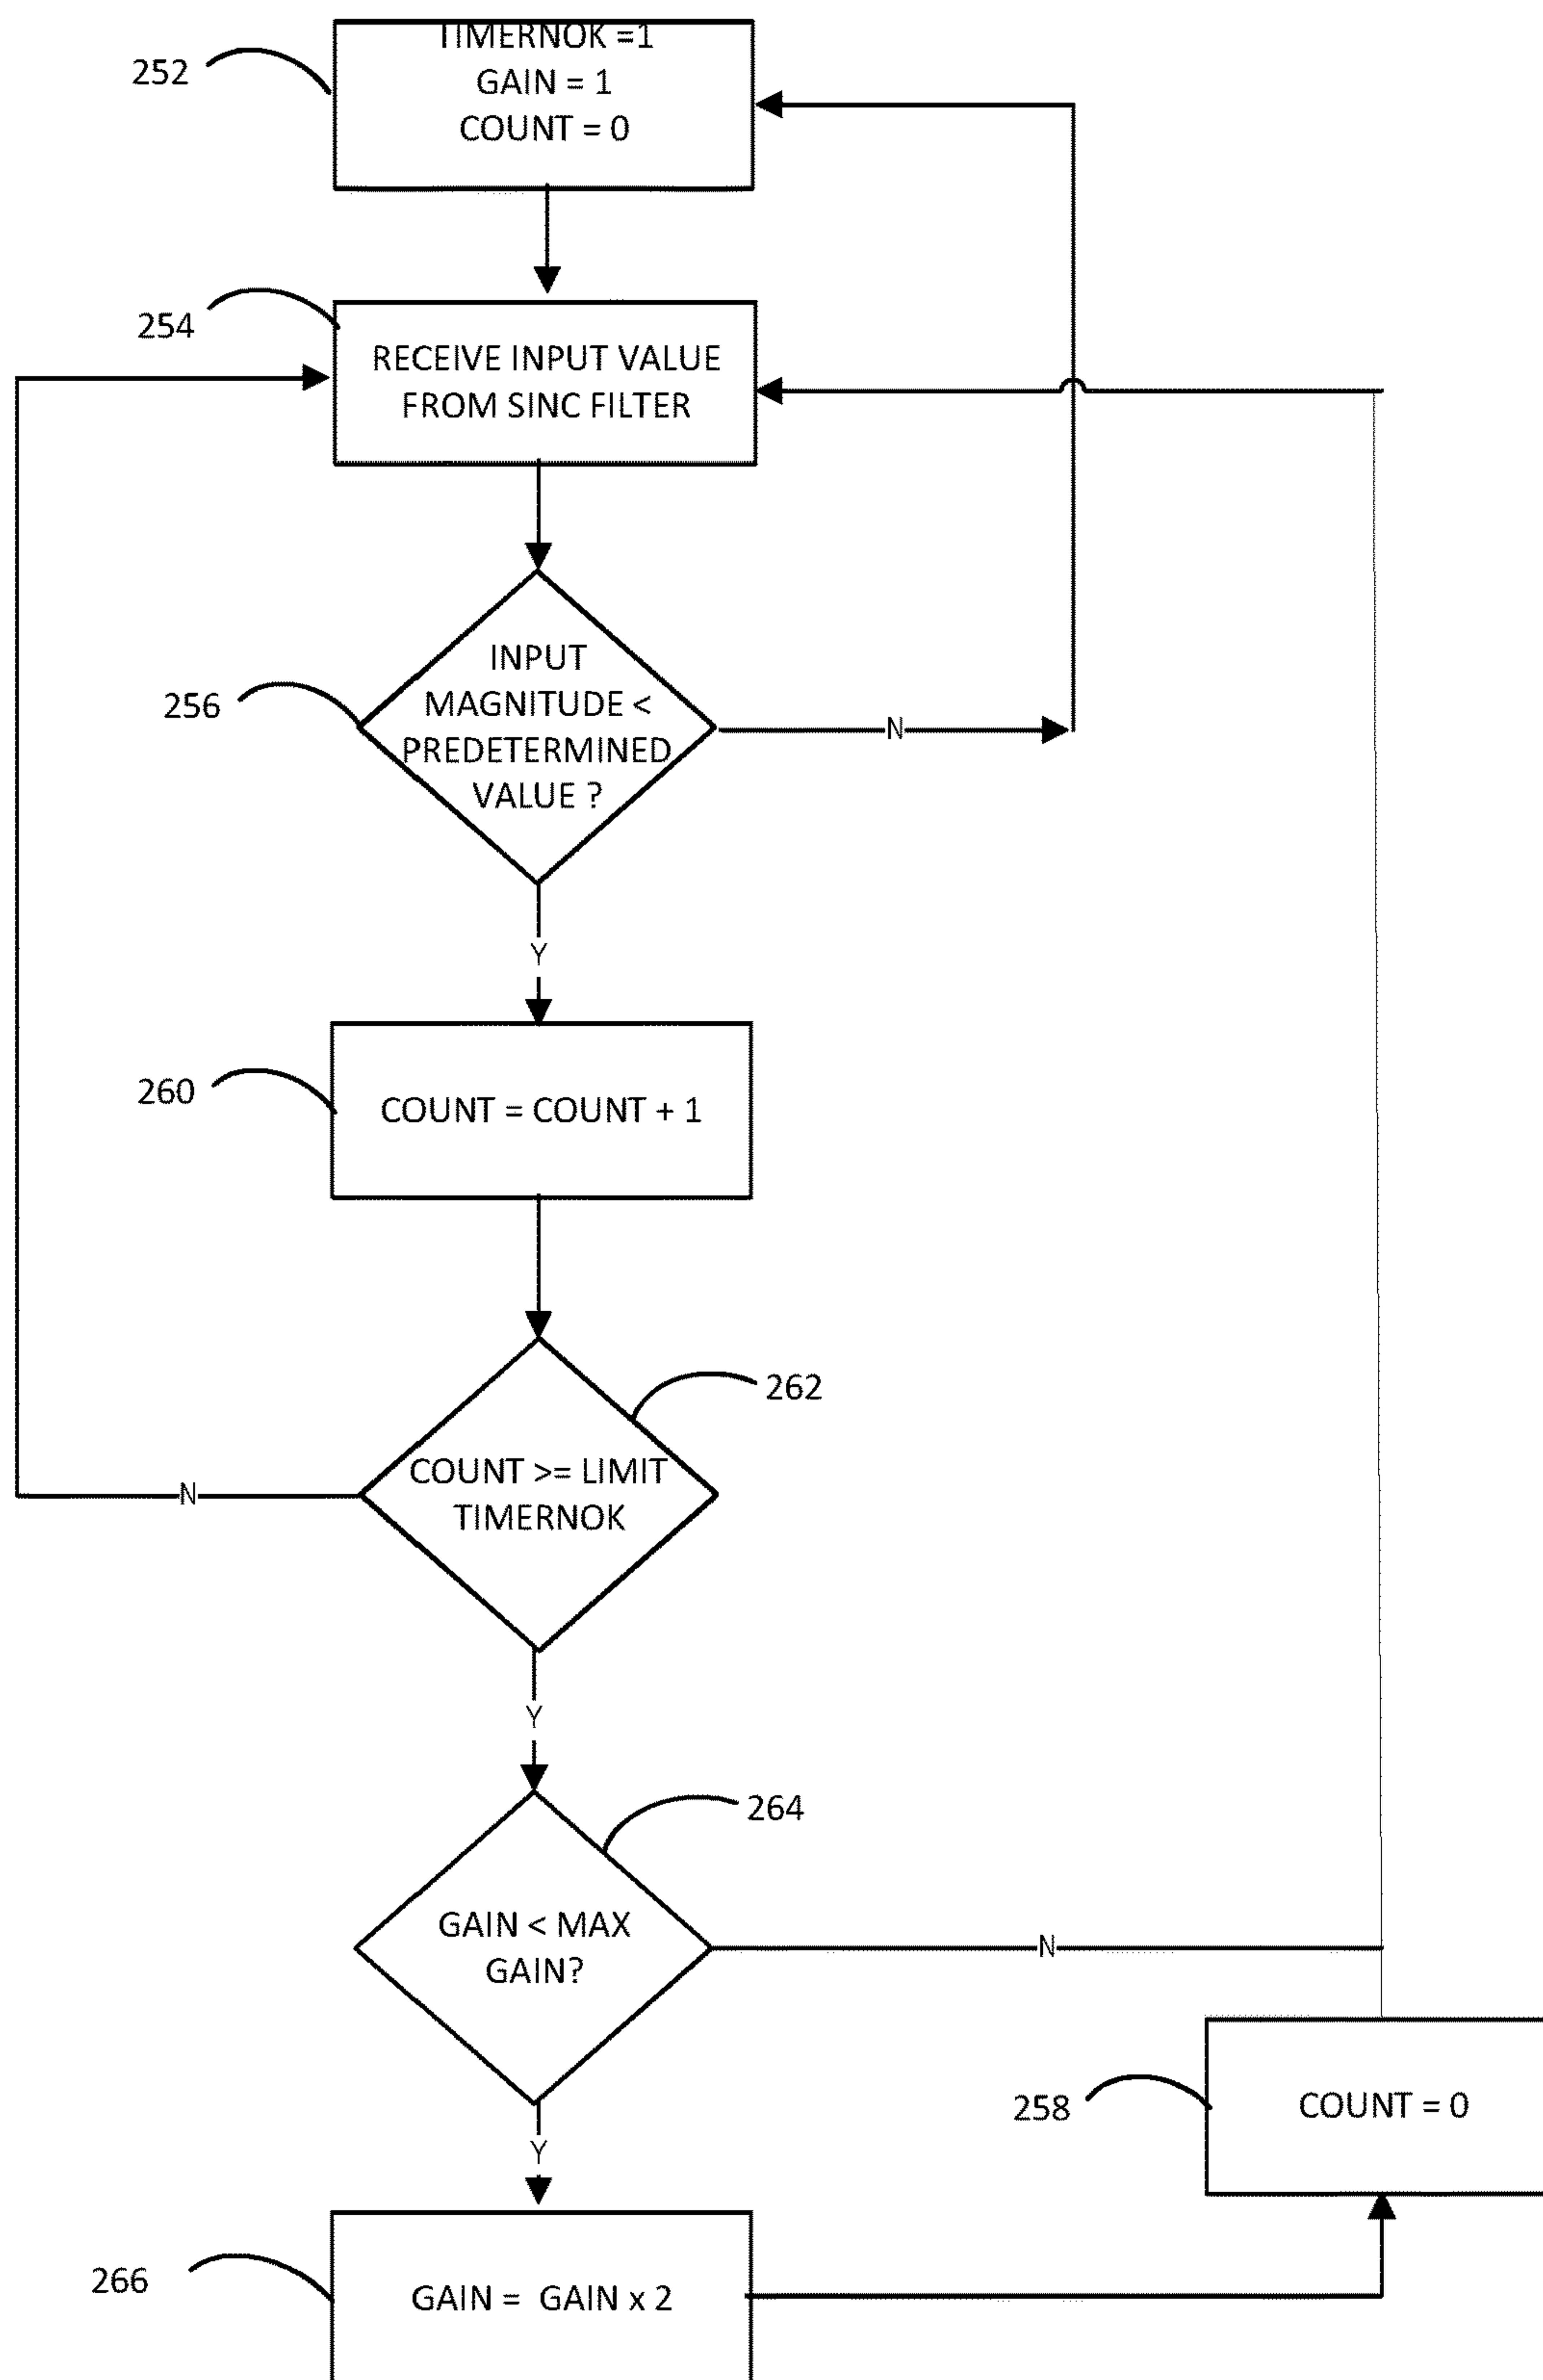 TIMERNOK =1
GAIN = 1
COUNT = 0
252
254
RECEIVE INPUT VALUE
FROM SINC FILTER
256
INPUT
MAGNITUDE <
PREDETERMINED
VALUE ?
N
Y
260
COUNT = COUNT + 1
262
COUNT >= LIMIT
TIMERNOK
N
Y
264
GAIN < MAX
GAIN?
N
258
COUNT = 0
Y
266
GAIN = GAIN x 2